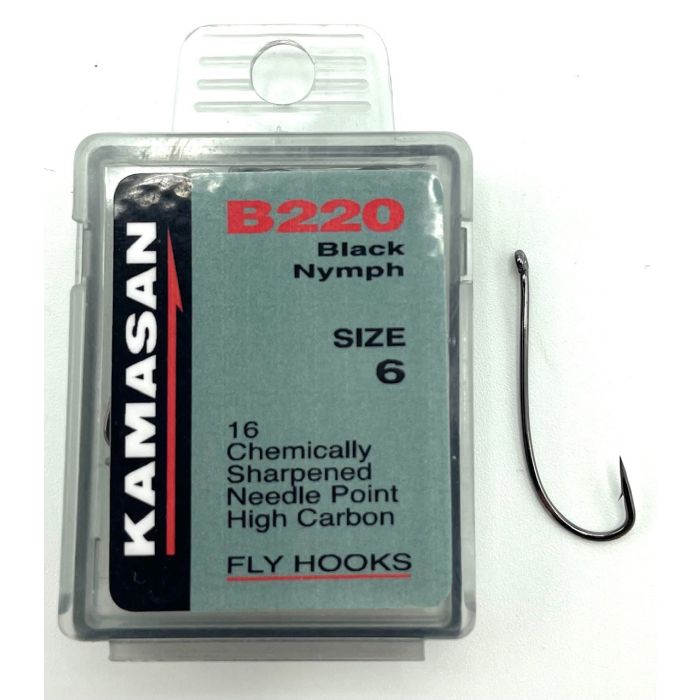 KAMASAN
B220
Black
Nymph
SIZE
6
16
Chemically
Sharpened
Needle Point
High Carbon
FLY HOOKS